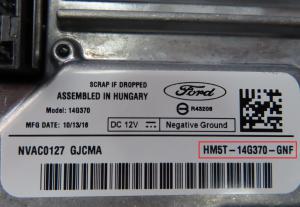 SCRAP IF DROPPED
ASSEMBLED IN HUNGARY
Ford
Model: 14G370
R43206
MFG DATE: 10/13/16
DC 12V
Negative Ground
NVAC0127 GJCMA
HM5T-14G370-GNF